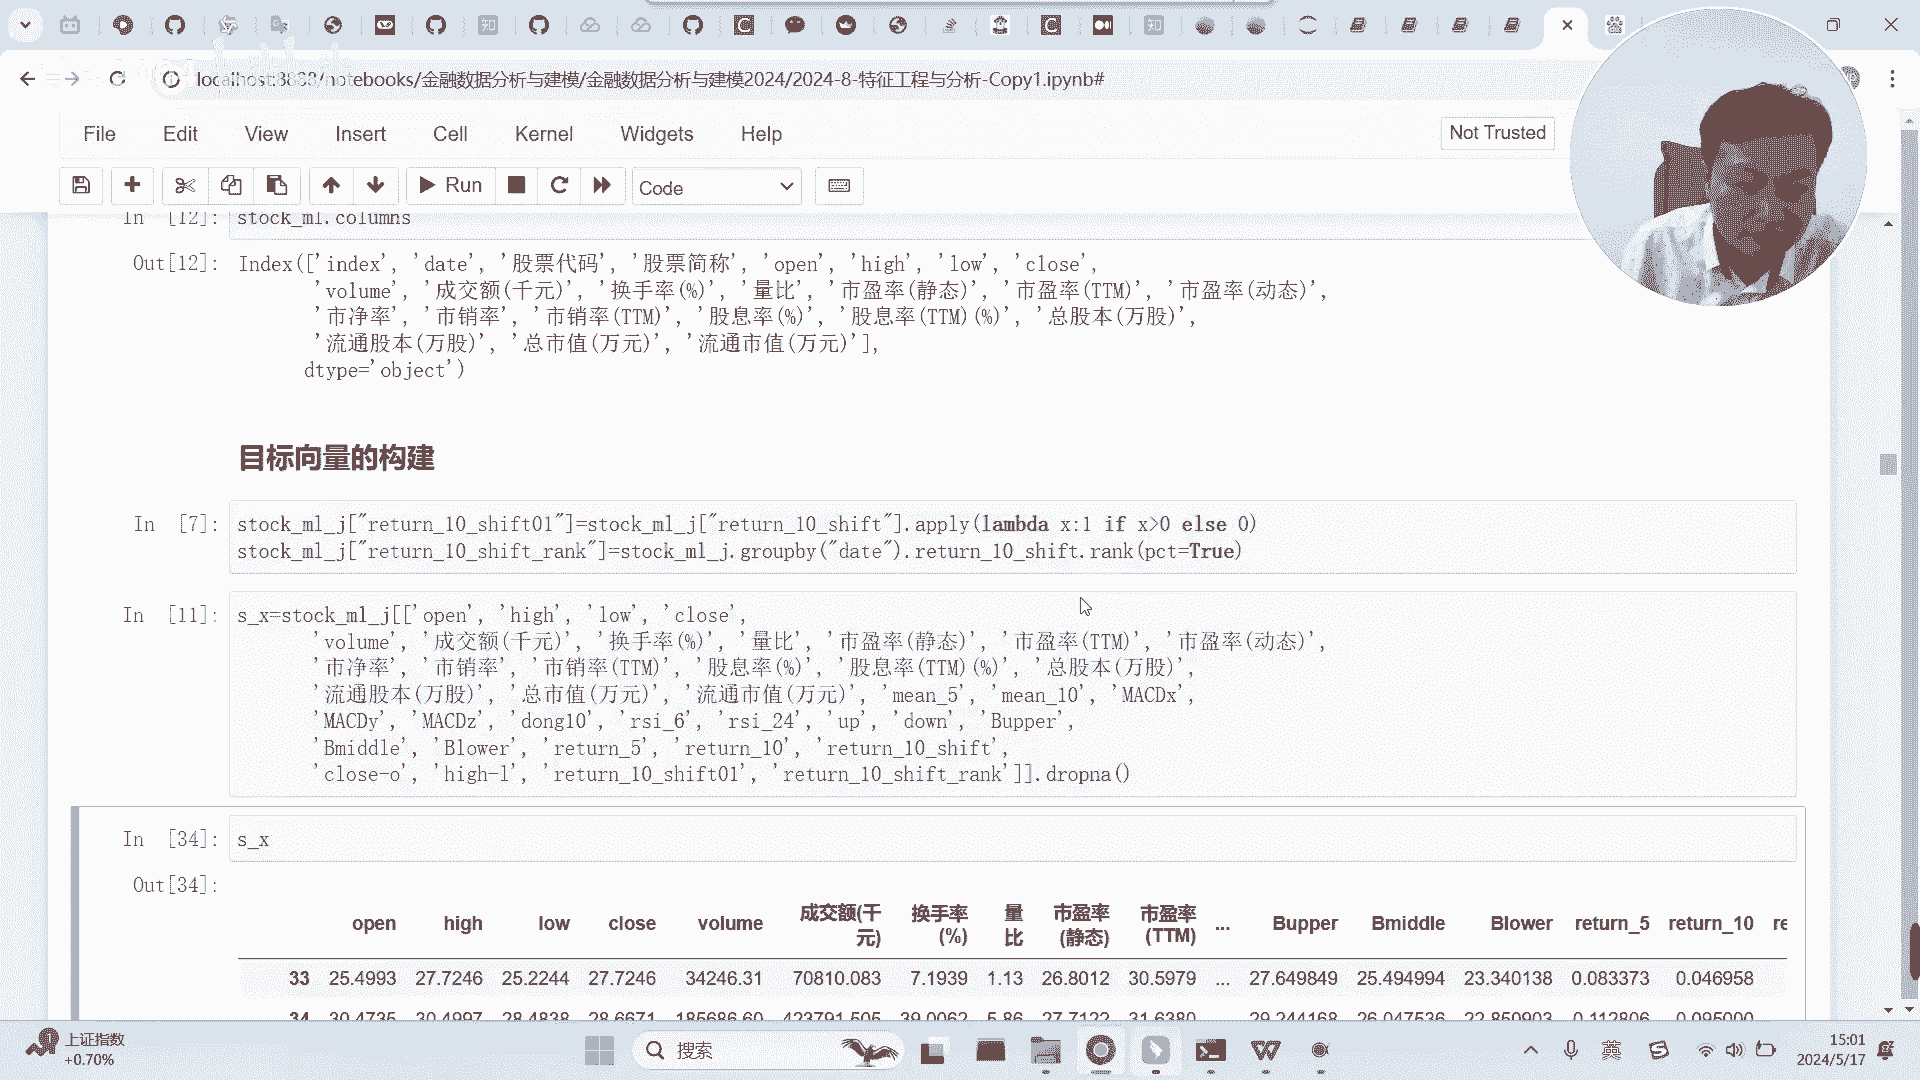 localhost:8888/notebooks/金融数据分析与建模/金融数据分析与建模2024/2024-8-特征工程与分析-Copy1.ipynb#
File Edit View Insert Cell Kernel Widgets Help
Not Trusted
Run
Code
In [12]: stock_ml.columns
Out[12]: Index(['index', 'date', '股票代码', '股票简称', 'open', 'high', 'low', 'close',
'volume', '成交额(千元)', '换手率(%)', '量比', '市盈率(静态)', '市盈率(TTM)', '市盈率(动态)',
'市净率', '市销率', '市销率(TTM)', '股息率(%)', '股息率(TTM)(%)', '总股本(万股)',
'流通股本(万股)', '总市值(万元)', '流通市值(万元)'],
dtype='object')
目标向量的构建
In [7]: stock_ml_j["return_10_shift01"]=stock_ml_j["return_10_shift"].apply(lambda x:1 if x>0 else 0)
stock_ml_j["return_10_shift_rank"]=stock_ml_j.groupby("date").return_10_shift.rank(pct=True)
In [11]: s_x=stock_ml_j[['open', 'high', 'low', 'close',
'volume', '成交额(千元)', '换手率(%)', '量比', '市盈率(静态)', '市盈率(TTM)', '市盈率(动态)',
'市净率', '市销率', '市销率(TTM)', '股息率(%)', '股息率(TTM)(%)', '总股本(万股)',
'流通股本(万股)', '总市值(万元)', '流通市值(万元)', 'mean_5', 'mean_10', 'MACDx',
'MACDy', 'MACDz', 'dong10', 'rsi_6', 'rsi_24', 'up', 'down', 'Bupper',
'Bmiddle', 'Blower', 'return_5', 'return_10', 'return_10_shift',
'close-o', 'high-l', 'return_10_shift01', 'return_10_shift_rank']].dropna()
In [34]: s_x
Out[34]:
open high low close volume 成交额(千元) 换手率(%) 量比 市盈率(静态) 市盈率(TTM) ... Bupper Bmiddle Blower return_5 return_10 re
33 25.4993 27.7246 25.2244 27.7246 34246.31 70810.083 7.1939 1.13 26.8012 30.5979 ... 27.649849 25.494994 23.340138 0.083373 0.046958
34 30.4735 30.4997 28.4838 28.6671 185686.60 423791.505 39.0062 5.86 27.7122 31.6380 ... 29.244168 26.047536 22.850903 0.112806 0.095000
上证指数
+0.70%
搜索
英
15:01
2024/5/17